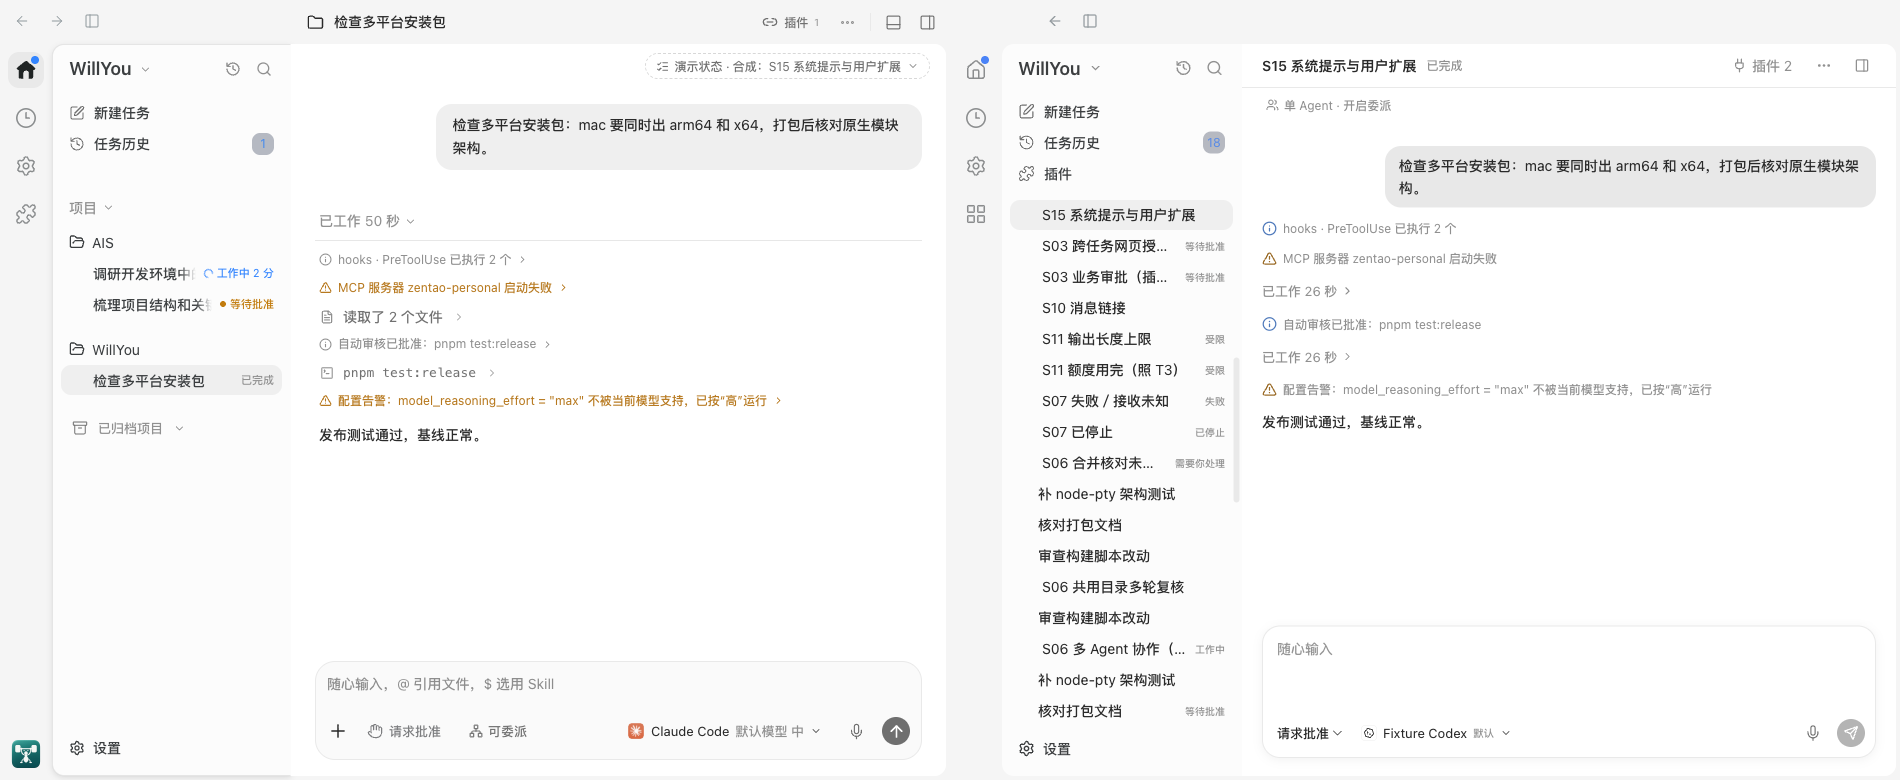 检查多平台安装包
插件 1
WillYou
新建任务
任务历史
1
项目
AIS
调研开发环境中
工作中 2 分
梳理项目结构和关
等待批准
WillYou
检查多平台安装包
已完成
已归档项目
设置
演示状态 · 合成：S15 系统提示与用户扩展
检查多平台安装包：mac 要同时出 arm64 和 x64，打包后核对原生模块
架构。
已工作 50 秒
hooks · PreToolUse 已执行 2 个
MCP 服务器 zentao-personal 启动失败
读取了 2 个文件
自动审核已批准：pnpm test:release
pnpm test:release
配置告警：model_reasoning_effort = "max" 不被当前模型支持，已按“高”运行
发布测试通过，基线正常。
随心输入，@ 引用文件，$ 选用 Skill
请求批准
可委派
Claude Code 默认模型 中
WillYou
新建任务
任务历史
18
插件
S15 系统提示与用户扩展
S03 跨任务网页授...
等待批准
S03 业务审批（插...
等待批准
S10 消息链接
S11 输出长度上限
受限
S11 额度用完（照 T3）
受限
S07 失败 / 接收未知
失败
S07 已停止
已停止
S06 合并核对未...
需要你处理
补 node-pty 架构测试
核对打包文档
审查构建脚本改动
S06 共用目录多轮复核
审查构建脚本改动
S06 多 Agent 协作（...
工作中
补 node-pty 架构测试
核对打包文档
等待批准
设置
S15 系统提示与用户扩展
已完成
插件 2
单 Agent · 开启委派
检查多平台安装包：mac 要同时出 arm64 和 x64，打包后核对原生模块架
构。
hooks · PreToolUse 已执行 2 个
MCP 服务器 zentao-personal 启动失败
已工作 26 秒
自动审核已批准：pnpm test:release
已工作 26 秒
配置告警：model_reasoning_effort = "max" 不被当前模型支持，已按“高”运行
发布测试通过，基线正常。
随心输入
请求批准
Fixture Codex 默认